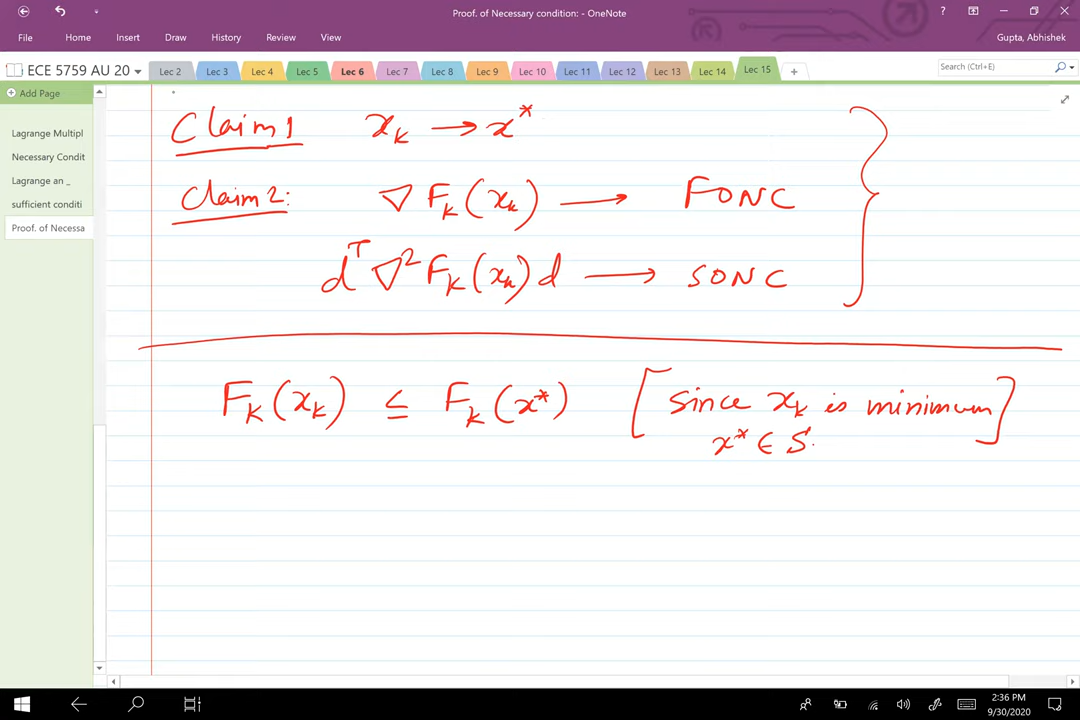 Proof. of Necessary condition: - OneNote
Gupta, Abhishek
File Home Insert Draw History Review View
ECE 5759 AU 20
Lec 2 Lec 3 Lec 4 Lec 5 Lec 6 Lec 7 Lec 8 Lec 9 Lec 10 Lec 11 Lec 12 Lec 13 Lec 14 Lec 15
Search (Ctrl+E)
Add Page
Lagrange Multipl
Necessary Condit
Lagrange an _
sufficient conditi
Proof. of Necessa
Claim 1 x_k → x*
Claim 2: ∇F_k(x_k) → FONC
d^T ∇²F_k(x_k) d → SONC
F_k(x_k) ≤ F_k(x*) [since x_k is minimum]
x* ∈ S.
2:36 PM
9/30/2020